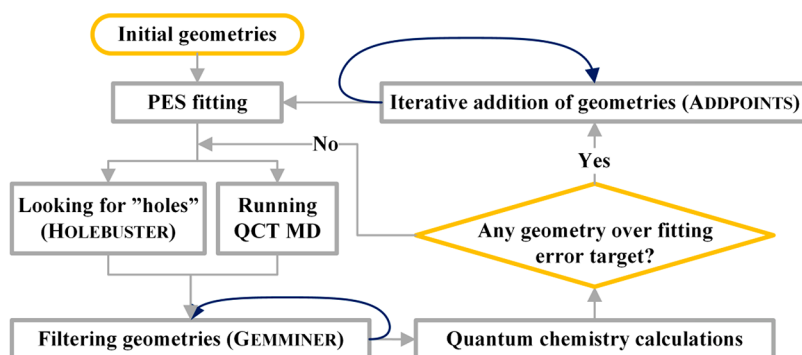 Initial geometries
PES fitting
Iterative addition of geometries (ADDPOINTS)
No
Yes
Looking for ”holes”
(HOLEBUSTER)
Running
QCT MD
Any geometry over fitting
error target?
Filtering geometries (GEMMINER)
Quantum chemistry calculations